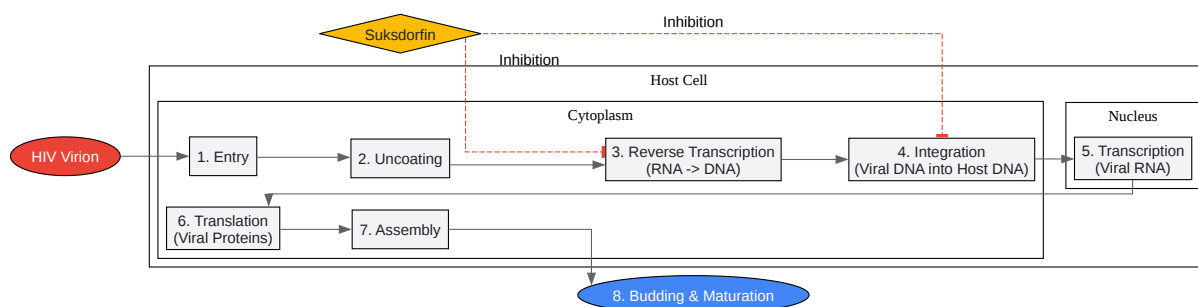 Suksdorfin
Inhibition
Inhibition
Host Cell
Cytoplasm
Nucleus
HIV Virion
1. Entry
2. Uncoating
3. Reverse Transcription
(RNA -> DNA)
4. Integration
(Viral DNA into Host DNA)
5. Transcription
(Viral RNA)
6. Translation
(Viral Proteins)
7. Assembly
8. Budding & Maturation